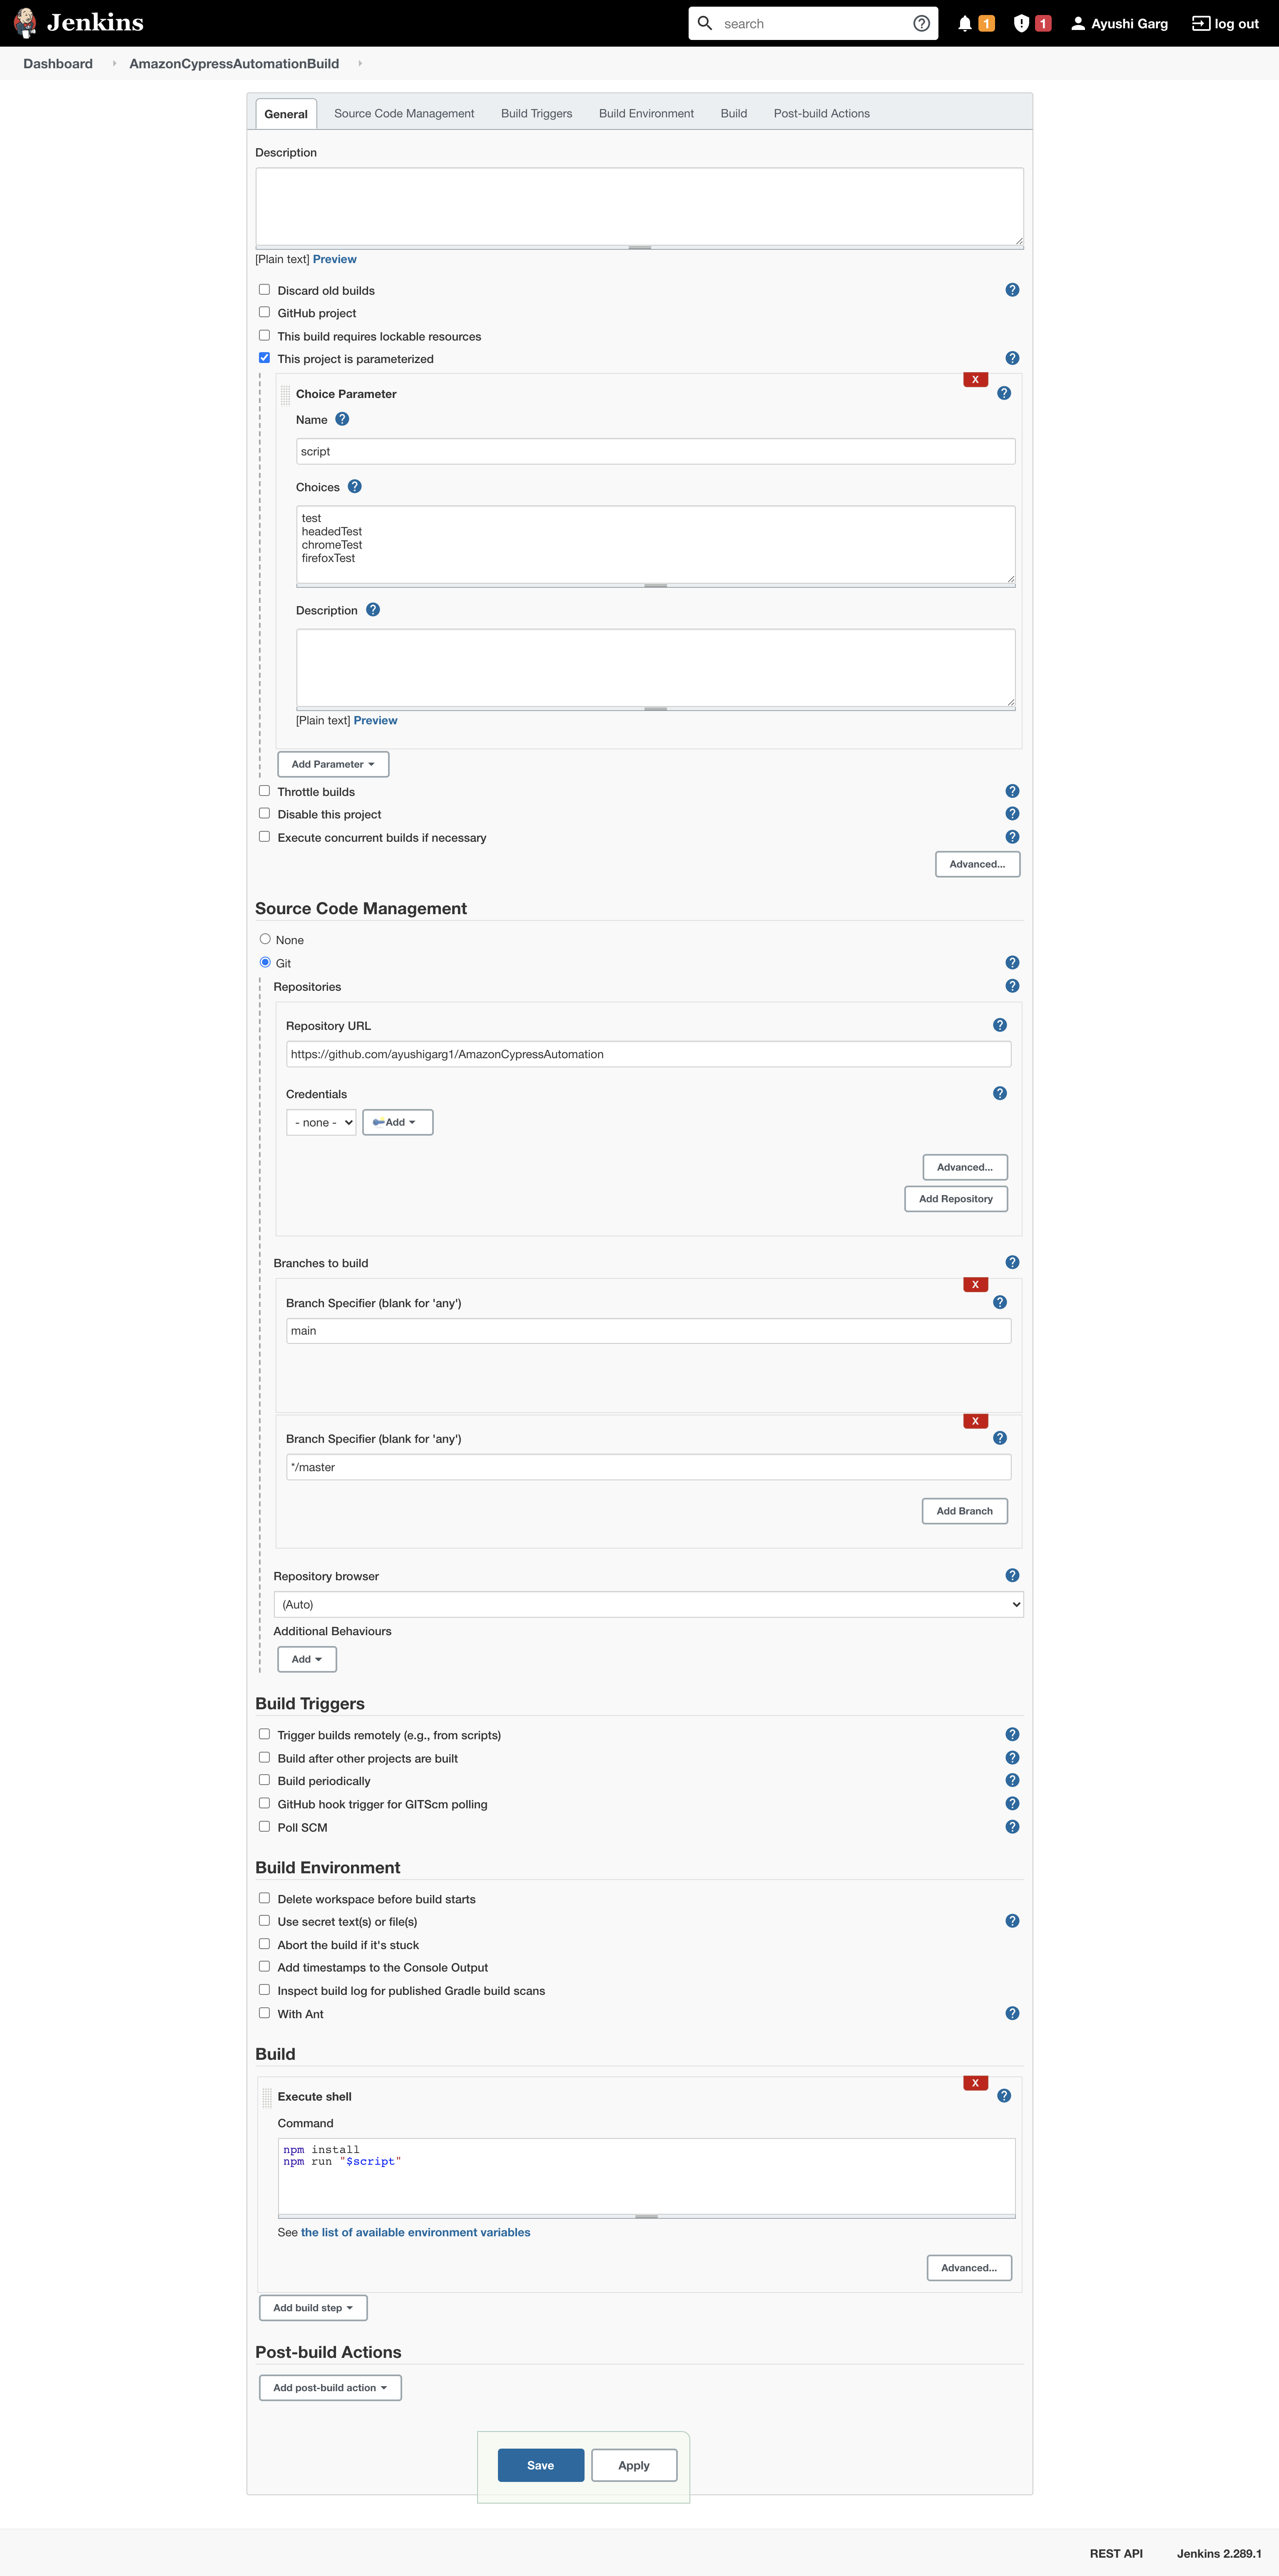 Jenkins
search
1
1
Ayushi Garg
log out
Dashboard
AmazonCypressAutomationBuild
General
Source Code Management
Build Triggers
Build Environment
Build
Post-build Actions
Description
[Plain text] Preview
Discard old builds
GitHub project
This build requires lockable resources
This project is parameterized
X
Choice Parameter
Name
script
Choices
test
headedTest
chromeTest
firefoxTest
Description
[Plain text] Preview
Add Parameter
Throttle builds
Disable this project
Execute concurrent builds if necessary
Advanced...
Source Code Management
None
Git
Repositories
Repository URL
https://github.com/ayushigarg1/AmazonCypressAutomation
Credentials
- none -
Add
Advanced...
Add Repository
Branches to build
X
Branch Specifier (blank for 'any')
main
X
Branch Specifier (blank for 'any')
*/master
Add Branch
Repository browser
(Auto)
Additional Behaviours
Add
Build Triggers
Trigger builds remotely (e.g., from scripts)
Build after other projects are built
Build periodically
GitHub hook trigger for GITScm polling
Poll SCM
Build Environment
Delete workspace before build starts
Use secret text(s) or file(s)
Abort the build if it's stuck
Add timestamps to the Console Output
Inspect build log for published Gradle build scans
With Ant
Build
X
Execute shell
Command
npm install
npm run "$script"
See the list of available environment variables
Advanced...
Add build step
Post-build Actions
Add post-build action
Save
Apply
REST API
Jenkins 2.289.1